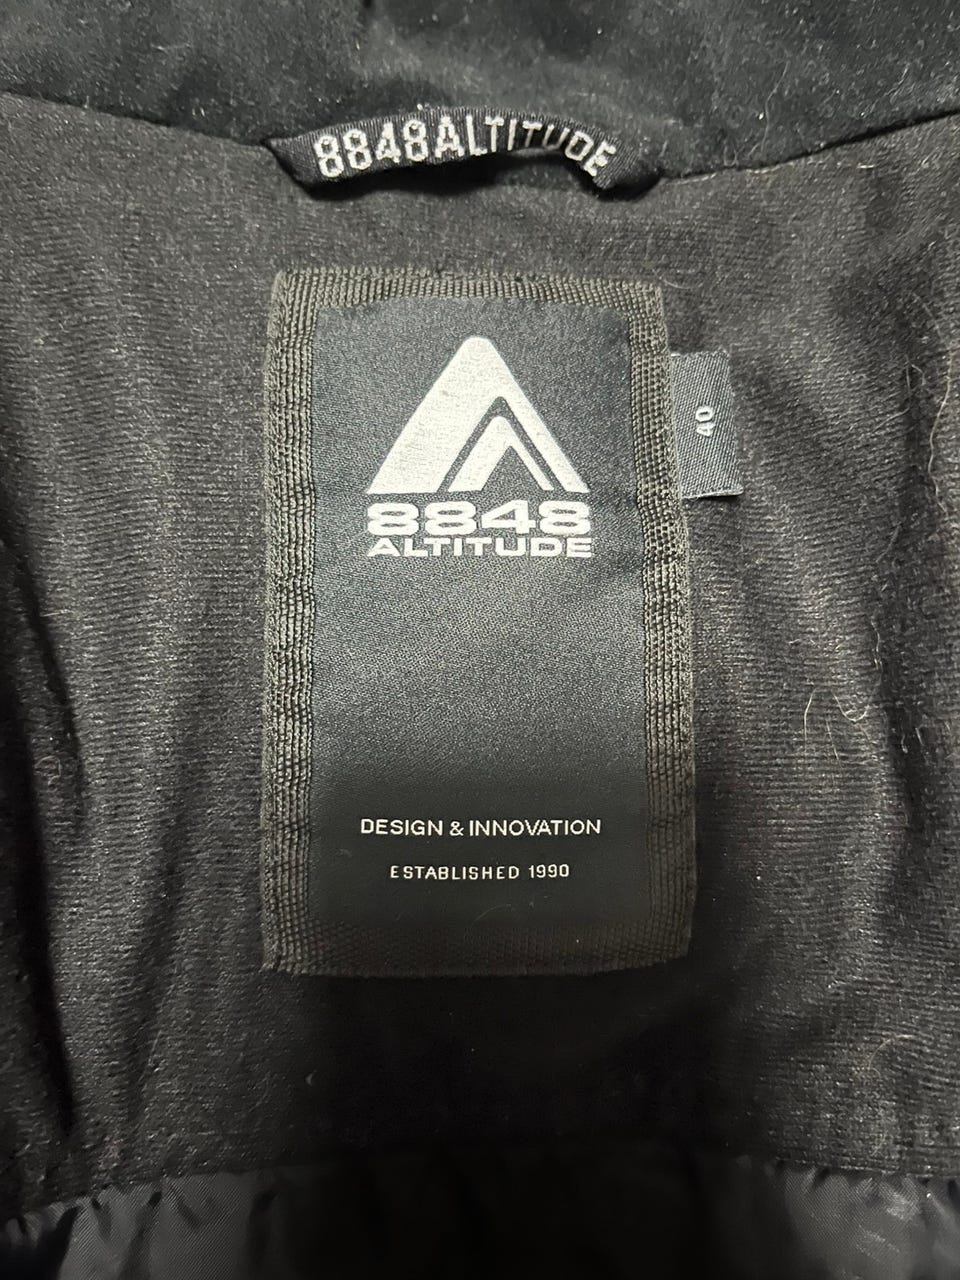 8848ALTITUDE
40
8848
ALTITUDE
DESIGN & INNOVATION
ESTABLISHED 1990